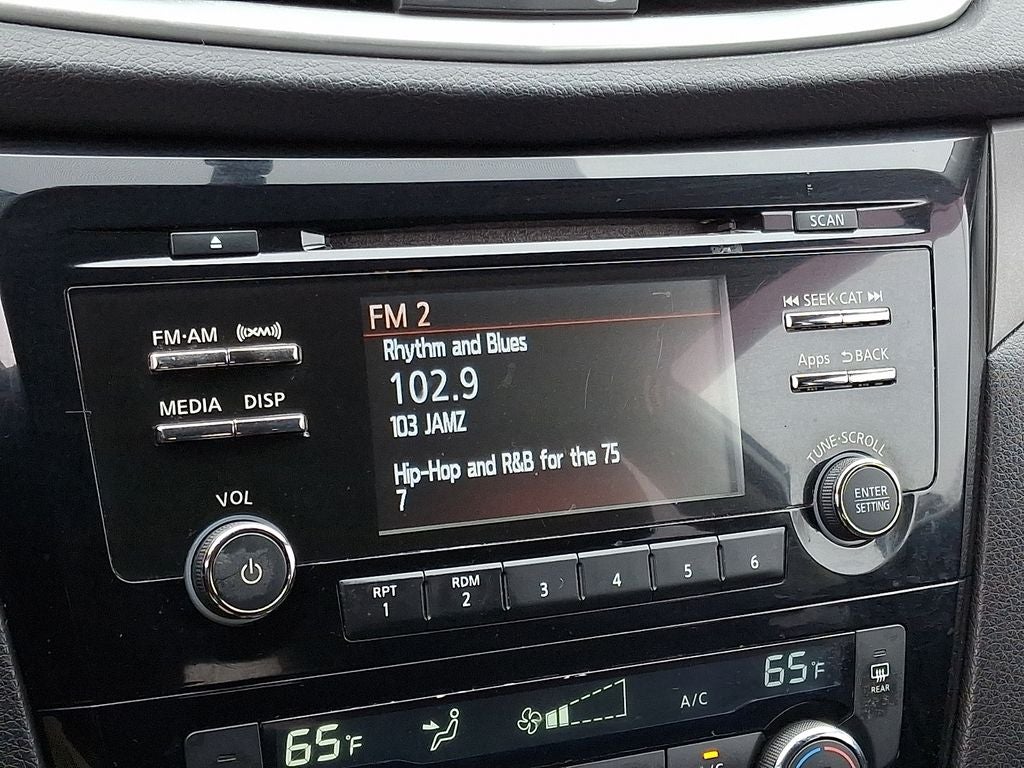 SCAN
FM·AM
XM
MEDIA
DISP
VOL
FM 2
Rhythm and Blues
102.9
103 JAMZ
Hip-Hop and R&B for the 75
7
SEEK·CAT
Apps
BACK
TUNE·SCROLL
ENTER
SETTING
RPT
1
RDM
2
3
4
5
6
65°F
A/C
65°F
REAR